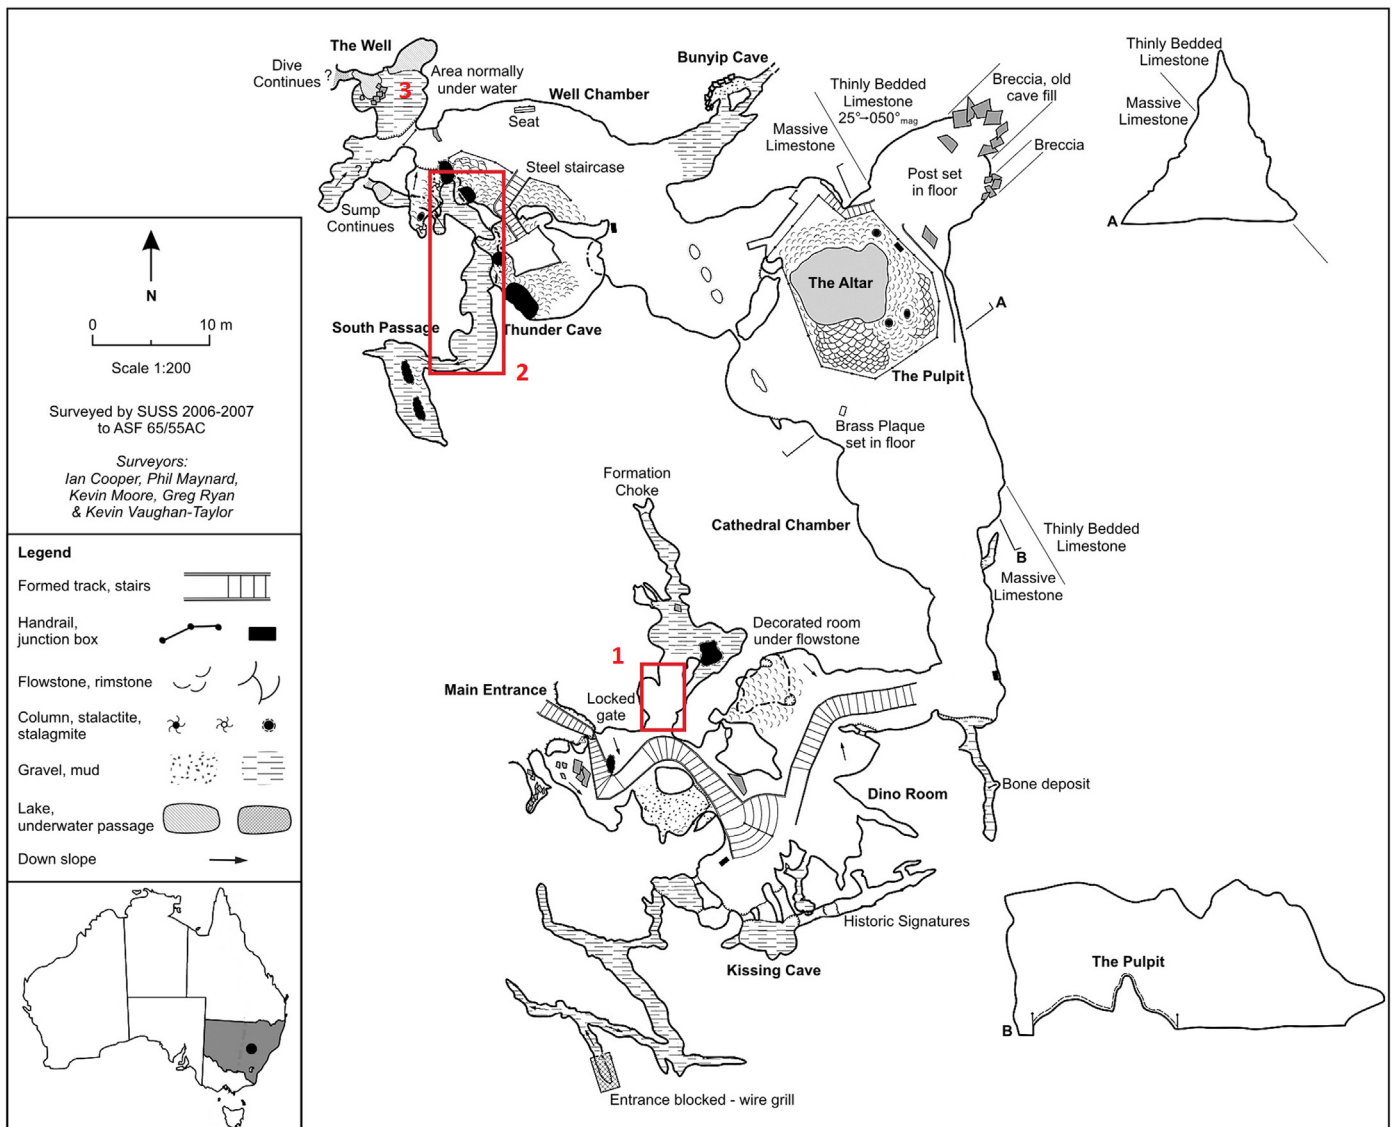 The Well
Dive
Continues
?
3
Area normally
under water
Well Chamber
Seat
Bunyip Cave
Thinly Bedded
Limestone
25°→050°mag
Massive
Limestone
Breccia, old
cave fill
Breccia
Post set
in floor
Thinly Bedded
Limestone
Massive
Limestone
A
Steel staircase
?
Sump
Continues
The Altar
A
South Passage
Thunder Cave
2
The Pulpit
Brass Plaque
set in floor
N
0
10 m
Scale 1:200
Surveyed by SUSS 2006-2007
to ASF 65/55AC
Surveyors:
Ian Cooper, Phil Maynard,
Kevin Moore, Greg Ryan
& Kevin Vaughan-Taylor
Formation
Choke
Cathedral Chamber
Thinly Bedded
Limestone
B
Massive
Limestone
Legend
Formed track, stairs
Handrail,
junction box
Flowstone, rimstone
Column, stalactite,
stalagmite
Gravel, mud
Lake,
underwater passage
Down slope
Decorated room
under flowstone
1
Main Entrance
Locked
gate
Bone deposit
Dino Room
Historic Signatures
Kissing Cave
Entrance blocked - wire grill
The Pulpit
B